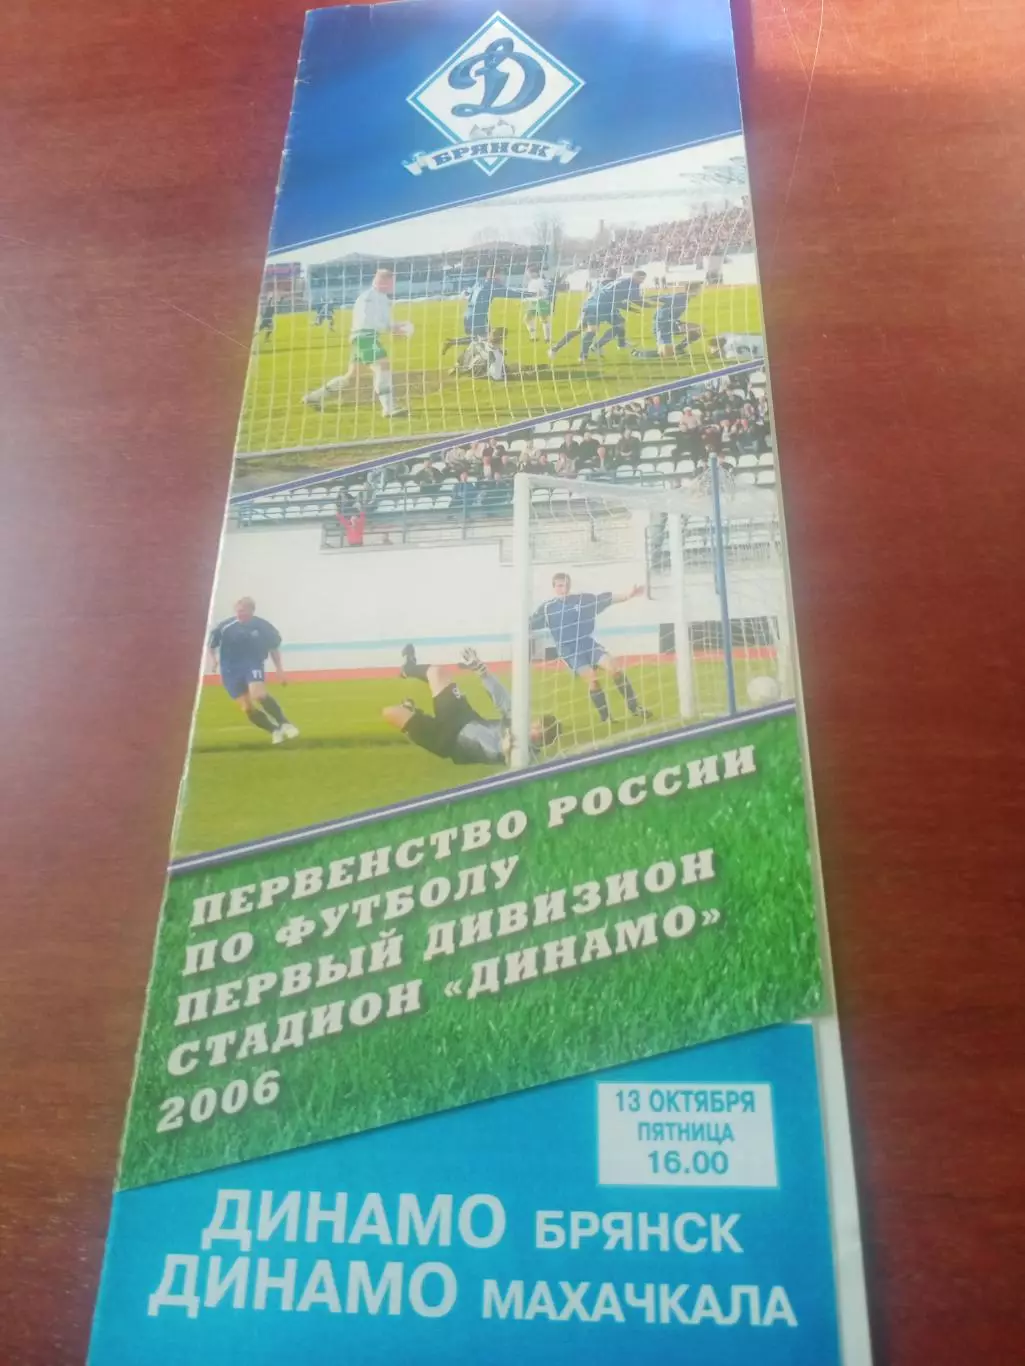 Д
БРЯНСК
ПЕРВЕНСТВО РОССИИ
ПО ФУТБОЛУ
ПЕРВЫЙ ДИВИЗИОН
СТАДИОН «ДИНАМО»
2006
13 ОКТЯБРЯ
ПЯТНИЦА
16.00
ДИНАМО БРЯНСК
ДИНАМО МАХАЧКАЛА